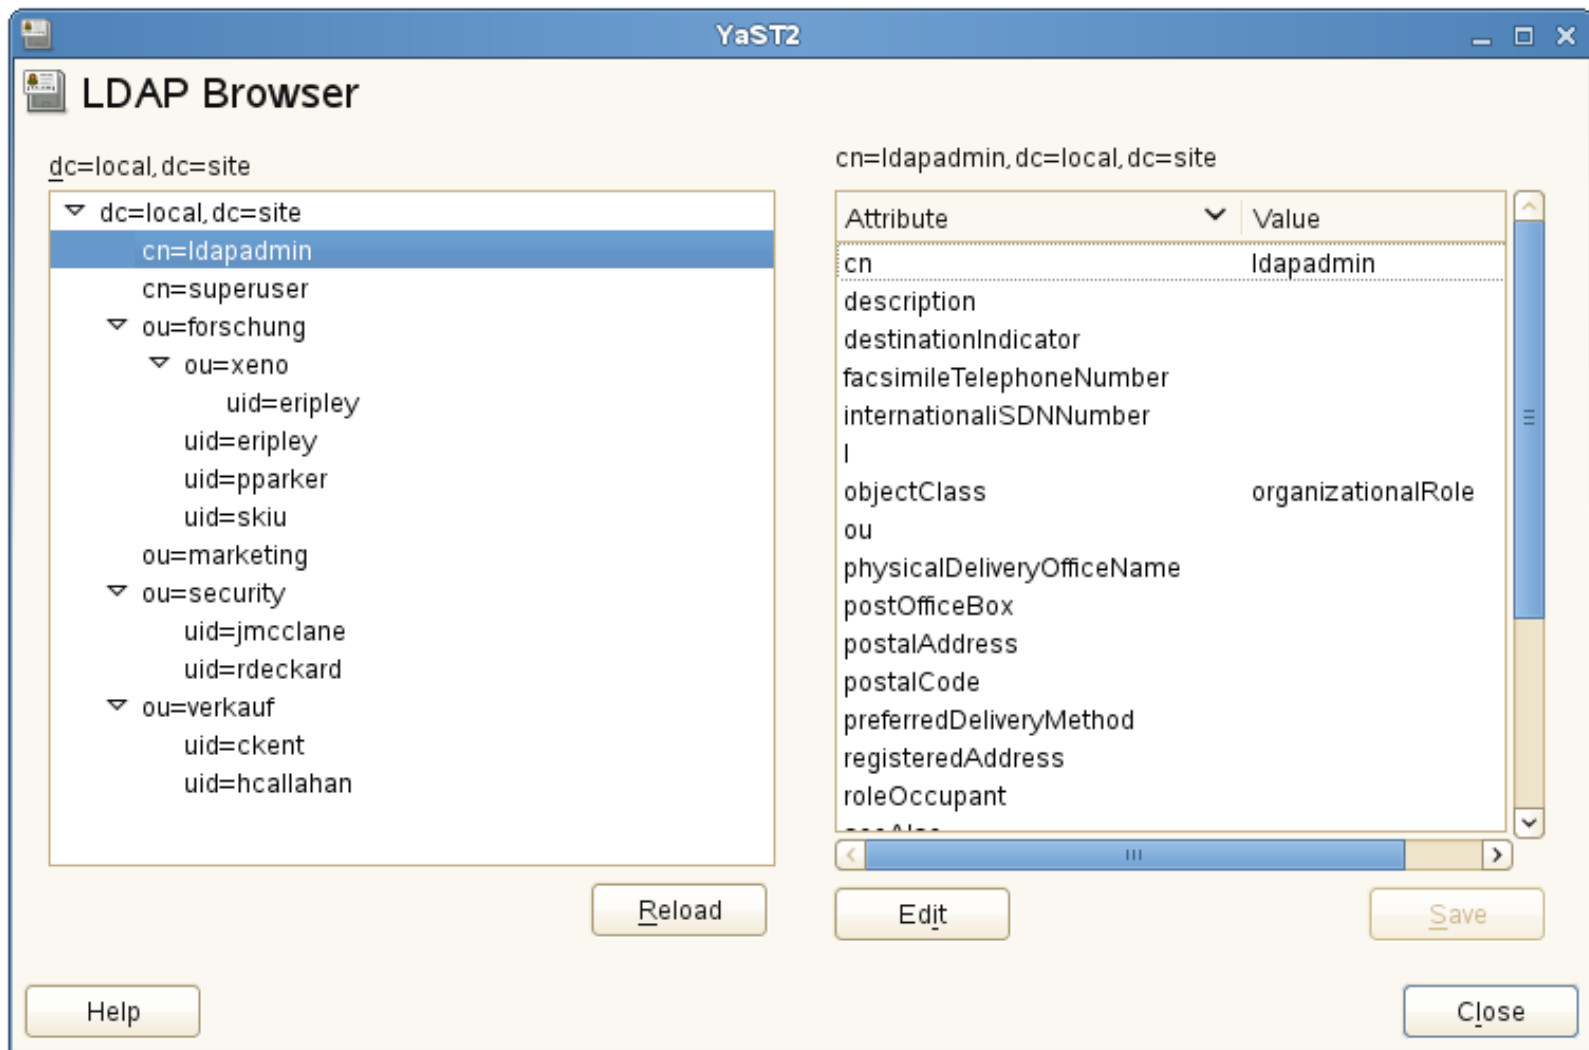 YaST2
LDAP Browser
dc=local,dc=site
dc=local,dc=site
cn=ldapadmin
cn=superuser
ou=forschung
ou=xeno
uid=eripley
uid=eripley
uid=pparker
uid=skiu
ou=marketing
ou=security
uid=jmcclane
uid=rdeckard
ou=verkauf
uid=ckent
uid=hcallahan
Reload
cn=ldapadmin,dc=local,dc=site
Attribute Value
cn ldapadmin
description
destinationIndicator
facsimileTelephoneNumber
internationaliSDNNumber
l
objectClass organizationalRole
ou
physicalDeliveryOfficeName
postOfficeBox
postalAddress
postalCode
preferredDeliveryMethod
registeredAddress
roleOccupant
Edit Save
Help Close